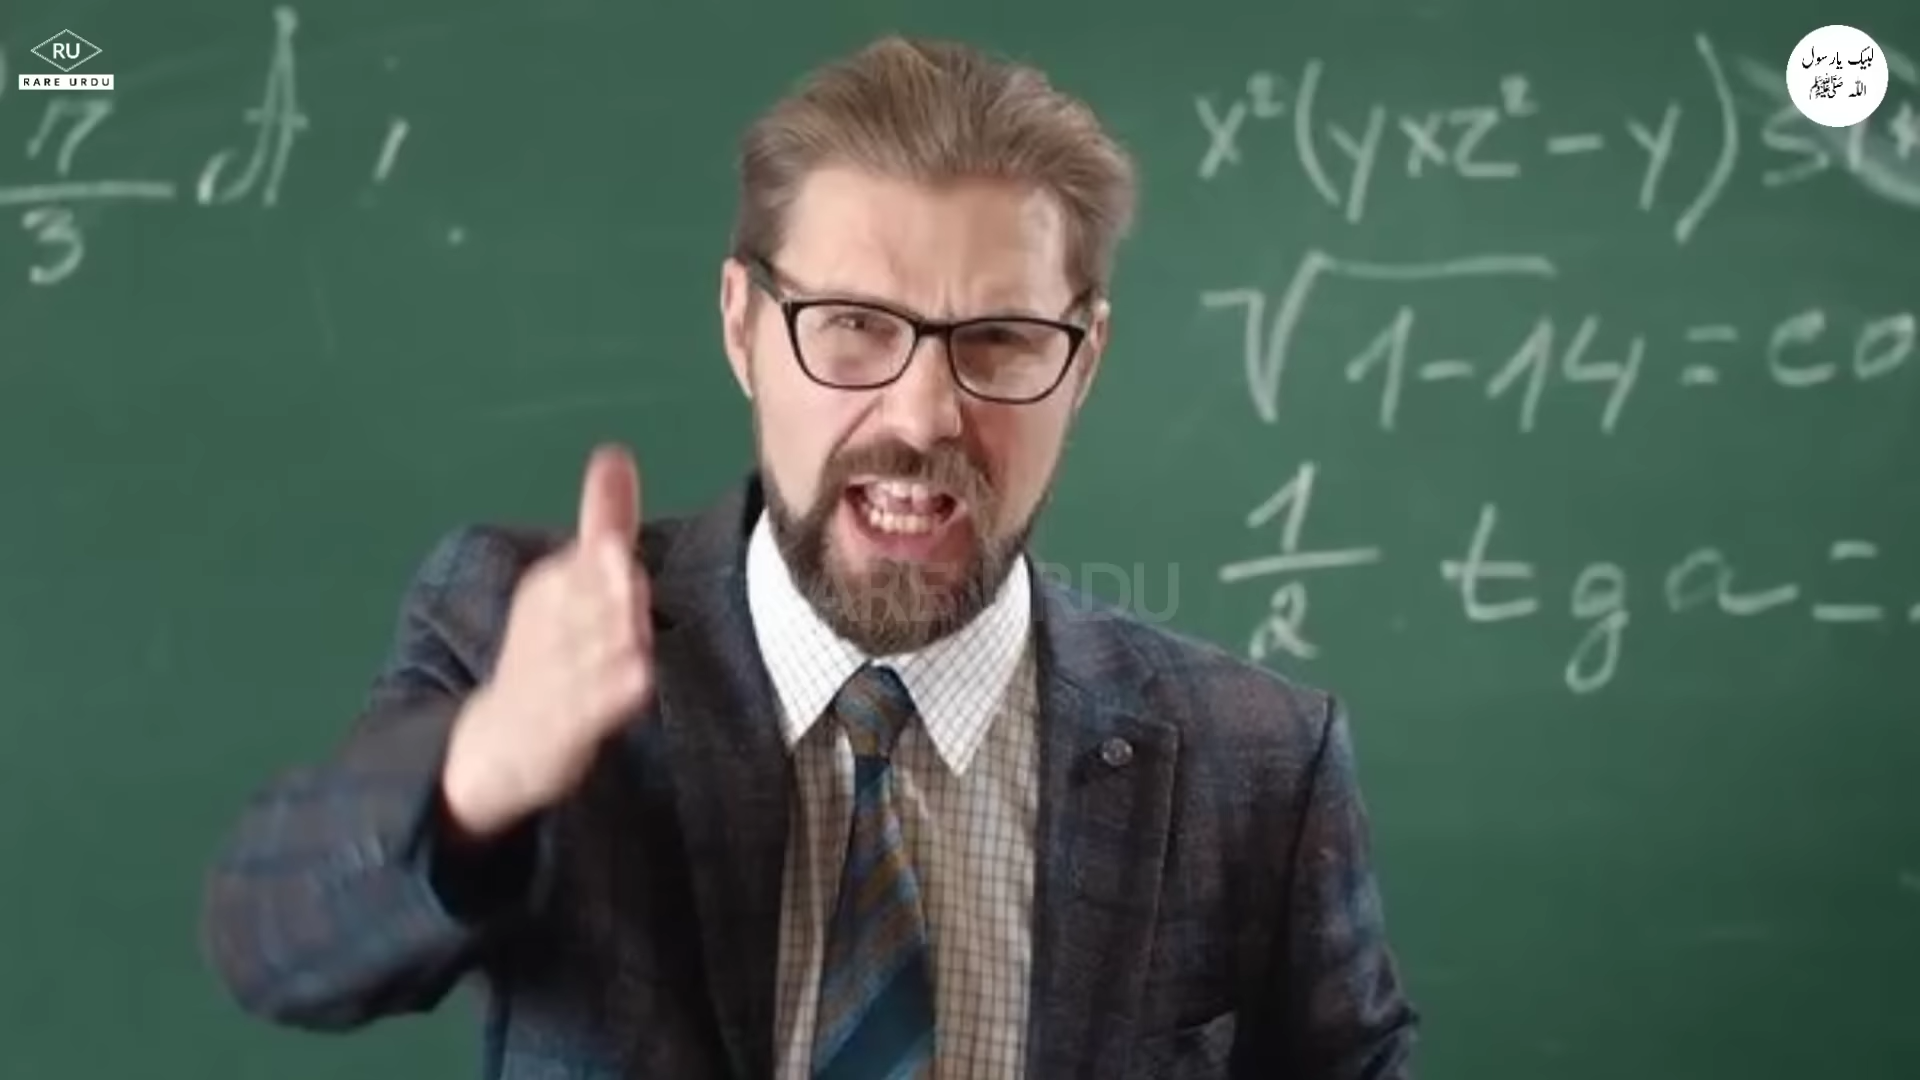 RU
RARE URDU
لبیک یارسول
اللہ ﷺ
π
3
x²(yxz²-y)
√1-14=co
1
2
tga=
RARE URDU